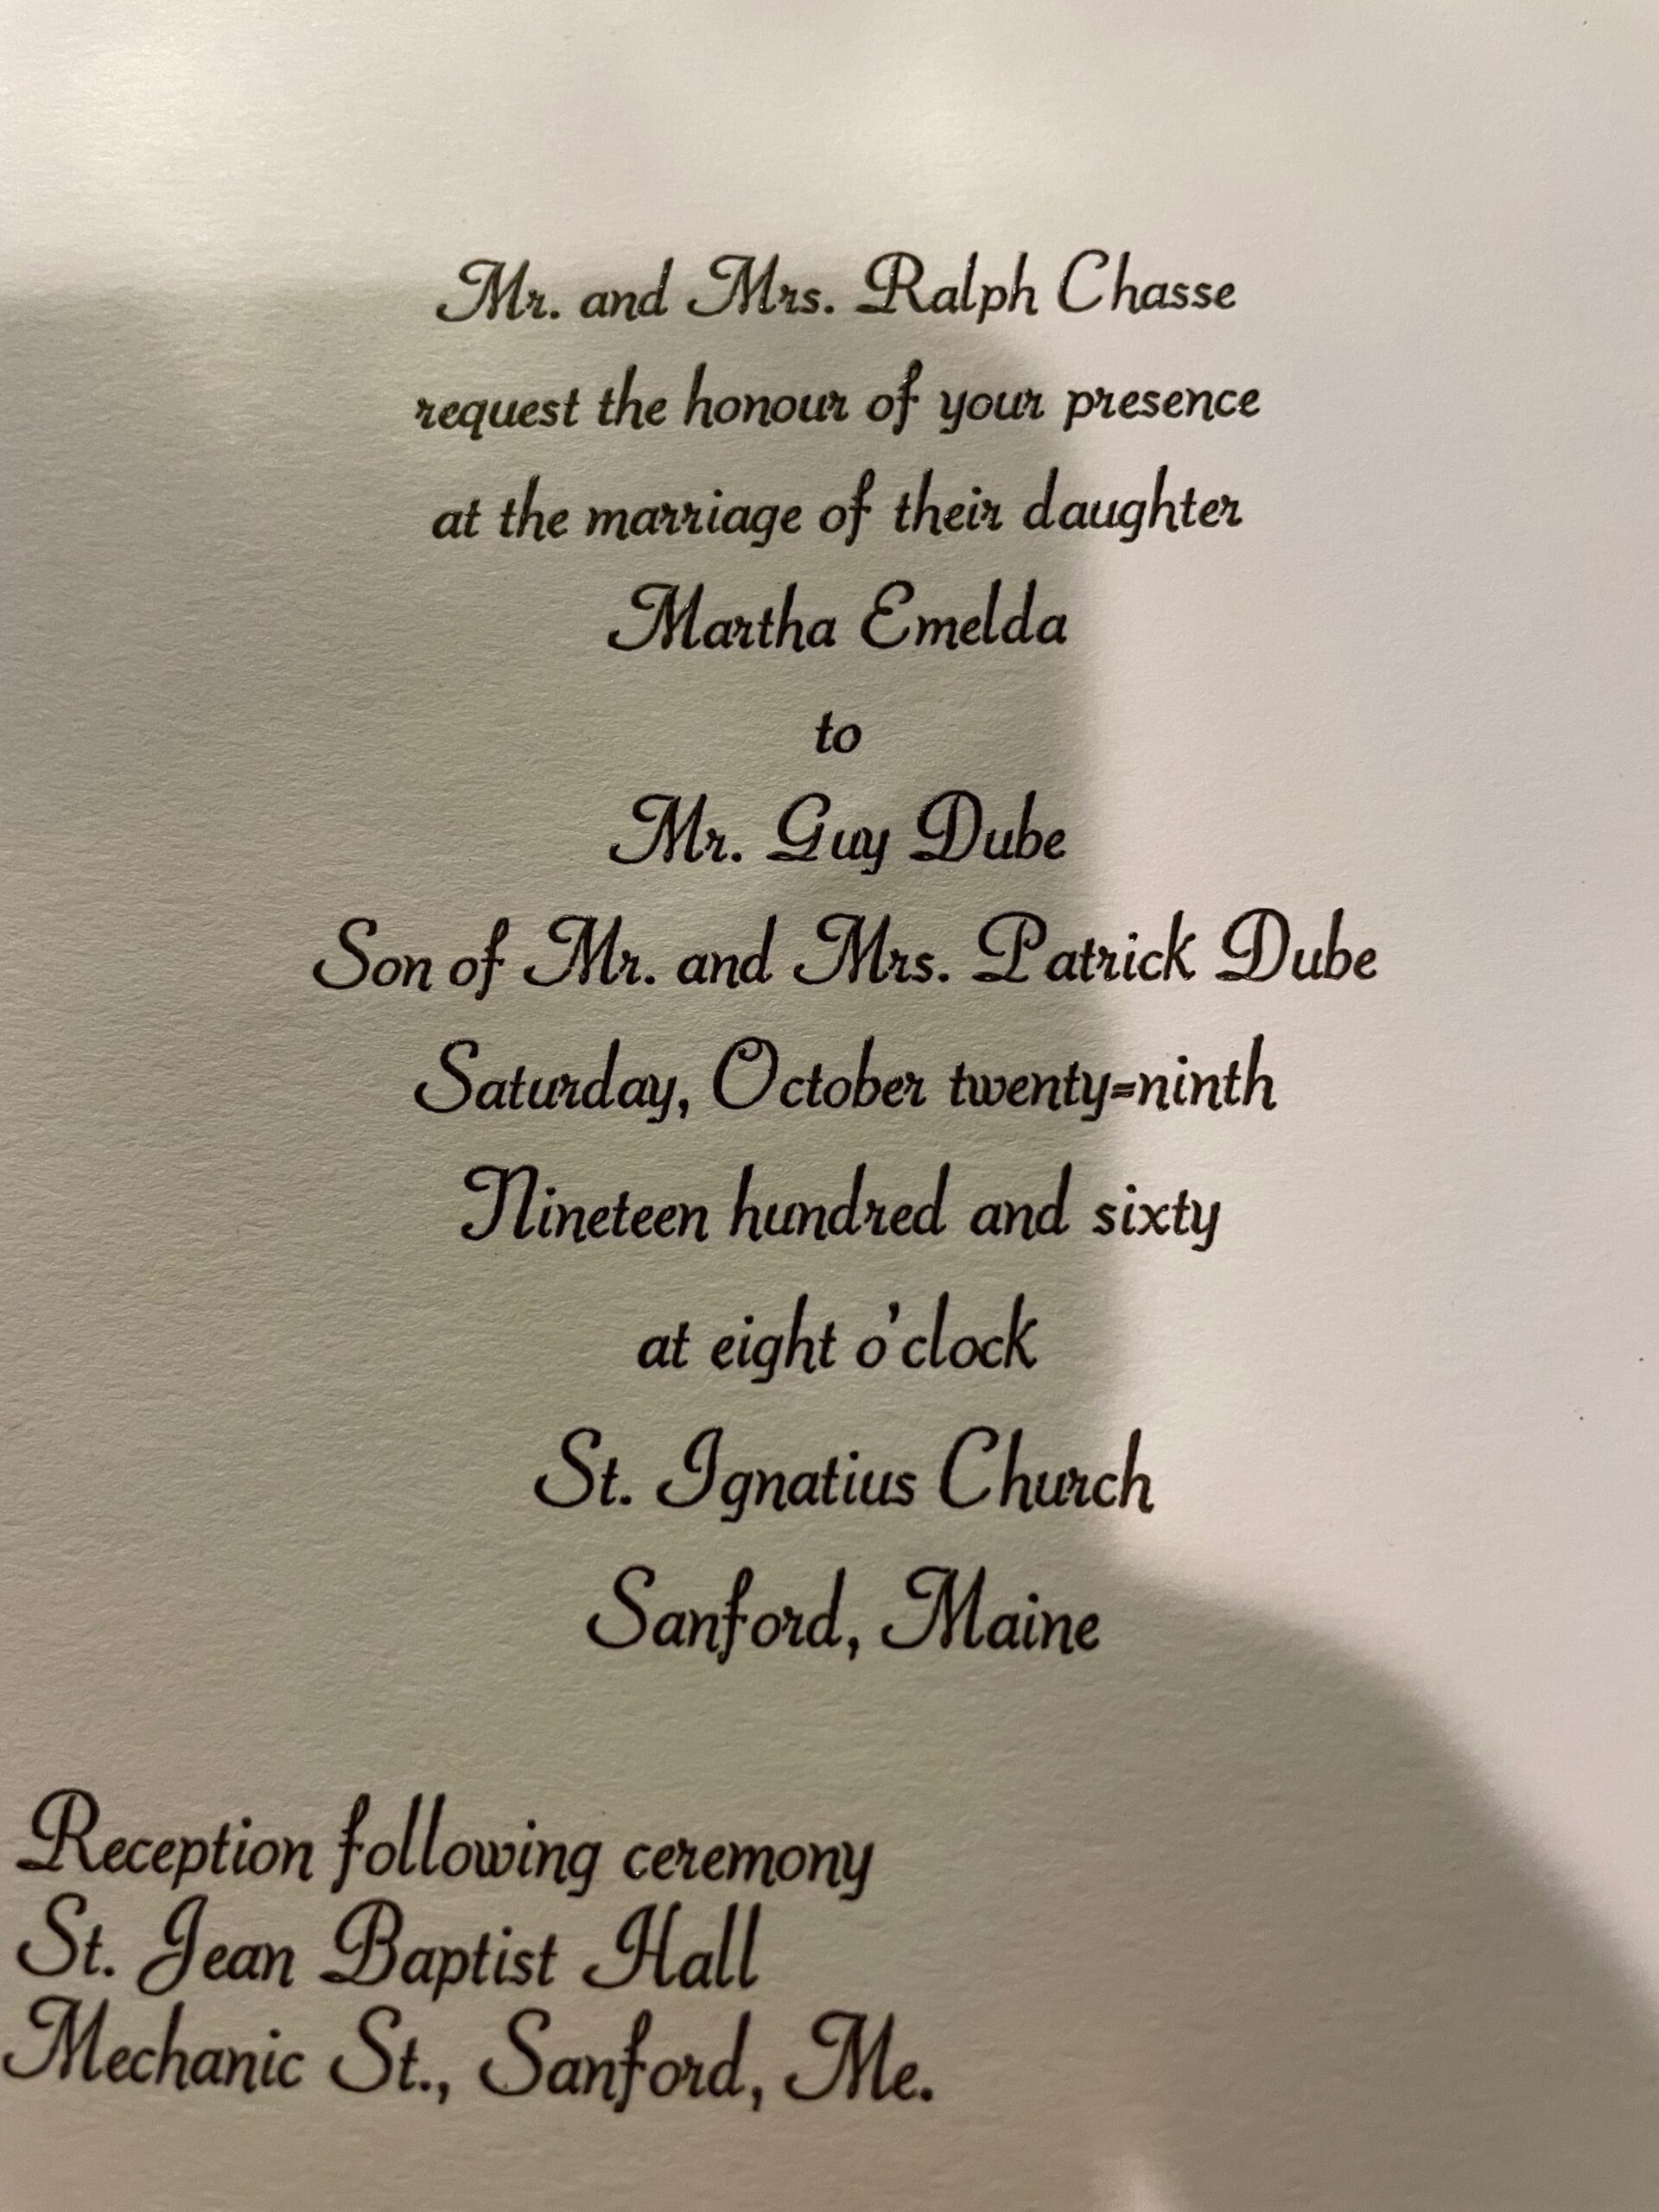 Mr. and Mrs. Ralph Chasse
request the honour of your presence
at the marriage of their daughter
Martha Emelda
to
Mr. Guy Dube
Son of Mr. and Mrs. Patrick Dube
Saturday, October twenty=ninth
Nineteen hundred and sixty
at eight o'clock
St. Ignatius Church
Sanford, Maine
Reception following ceremony
St. Jean Baptist Hall
Mechanic St., Sanford, Me.